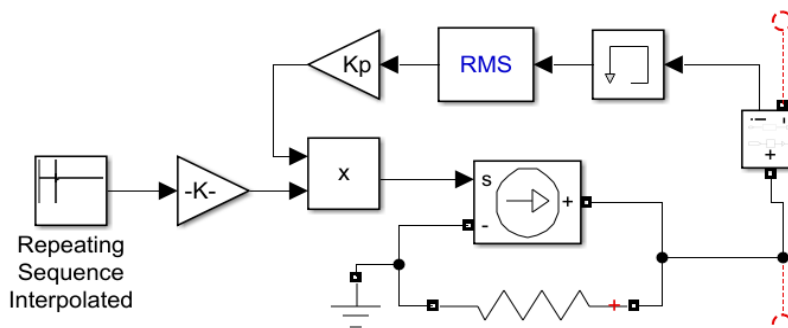 Kp
RMS
-K-
x
s
-
+
i
+
+
Repeating
Sequence
Interpolated